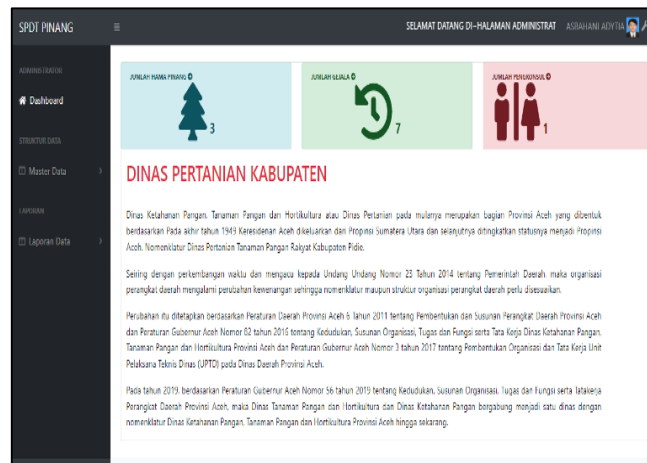 SPDT PINANG
SELAMAT DATANG DI-HALAMAN ADMINISTRAT ASBAHANI ADYTIA
ADMINISTRATOR
Dashboard
STRUKTUR DATA
Master Data
LAPORAN
Laporan Data
JUMLAH HAMA PINANG
3
JUMLAH GEJALA
7
JUMLAH PENGKONSUL
1
DINAS PERTANIAN KABUPATEN
Dinas Ketahanan Pangan, Tanaman Pangan dan Hortikultura atau Dinas Pertanian pada mulanya merupakan bagian Provinsi Aceh yang dibentuk
berdasarkan Pada akhir tahun 1949 Keresidenan Aceh dikeluarkan dari Propinsi Sumatera Utara dan selanjutnya ditingkatkan statusnya menjadi Propinsi
Aceh. Nomenklatur Dinas Pertanian Tanaman Pangan Rakyat Kabupaten Pidie.
Seiring dengan perkembangan waktu dan mengacu kepada Undang Undang Nomor 23 Tahun 2014 tentang Pemerintah Daerah, maka organisasi
perangkat daerah mengalami perubahan kewenangan sehingga nomenklatur maupun struktur organisasi perangkat daerah perlu disesuaikan.
Perubahan itu ditetapkan berdasarkan Peraturan Daerah Provinsi Aceh 6 Tahun 2011 tentang Pembentukan dan Susunan Perangkat Daerah Provinsi Aceh
dan Peraturan Gubernur Aceh Nomor 82 tahun 2016 tentang Kedudukan, Susunan Organisasi, Tugas dan Fungsi serta Tata Kerja Dinas Ketahanan Pangan,
Tanaman Pangan dan Hortikultura Provinsi Aceh dan Peraturan Gubernur Aceh Nomor 3 tahun 2017 tentang Pembentukan Organisasi dan Tata Kerja Unit
Pelaksana Teknis Dinas (UPTD) pada Dinas Daerah Provinsi Aceh.
Pada tahun 2019, berdasarkan Peraturan Gubernur Aceh Nomor 56 tahun 2019 tentang Kedudukan, Susunan Organisasi, Tugas dan Fungsi serta Tatakerja
Perangkat Daerah Provinsi Aceh, maka Dinas Tanaman Pangan dan Hortikultura dan Dinas Ketahanan Pangan bergabung menjadi satu dinas dengan
nomenklatur Dinas Ketahanan Pangan, Tanaman Pangan dan Hortikultura Provinsi Aceh hingga sekarang.